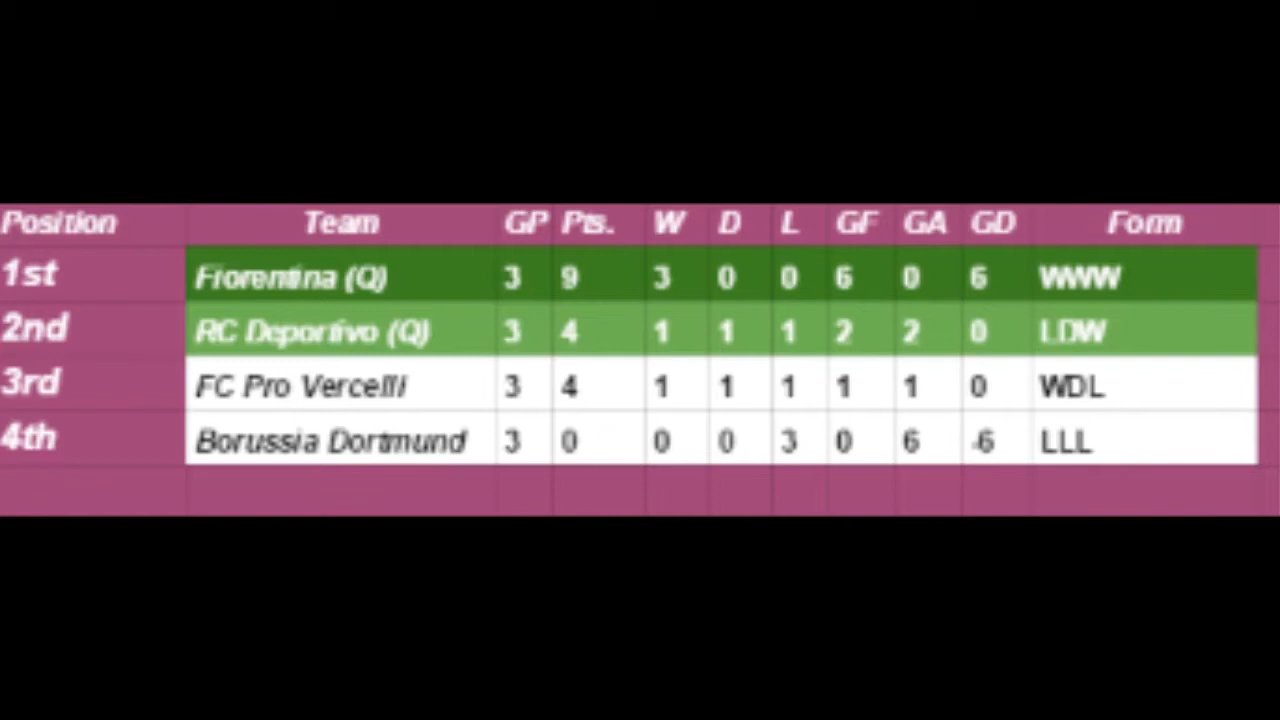 Position Team GP Pts. W D L GF GA GD Form
1st Fiorentina (Q) 3 9 3 0 0 6 0 6 WWW
2nd RC Deportivo (Q) 3 4 1 1 1 2 2 0 LDW
3rd FC Pro Vercelli 3 4 1 1 1 1 1 0 WDL
4th Borussia Dortmund 3 0 0 0 3 0 6 -6 LLL